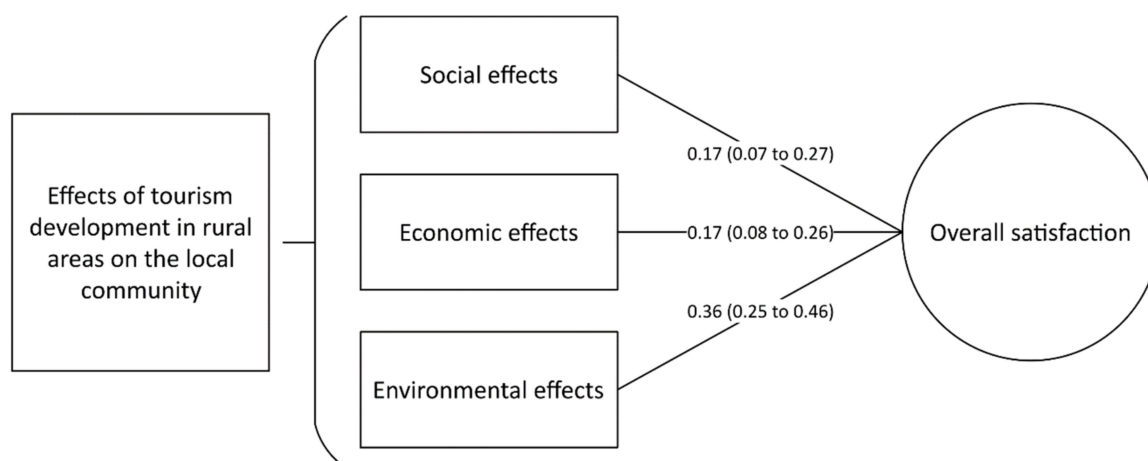 Effects of tourism
development in rural
areas on the local
community
Social effects
Economic effects
Environmental effects
0.17 (0.07 to 0.27)
0.17 (0.08 to 0.26)
0.36 (0.25 to 0.46)
Overall satisfaction